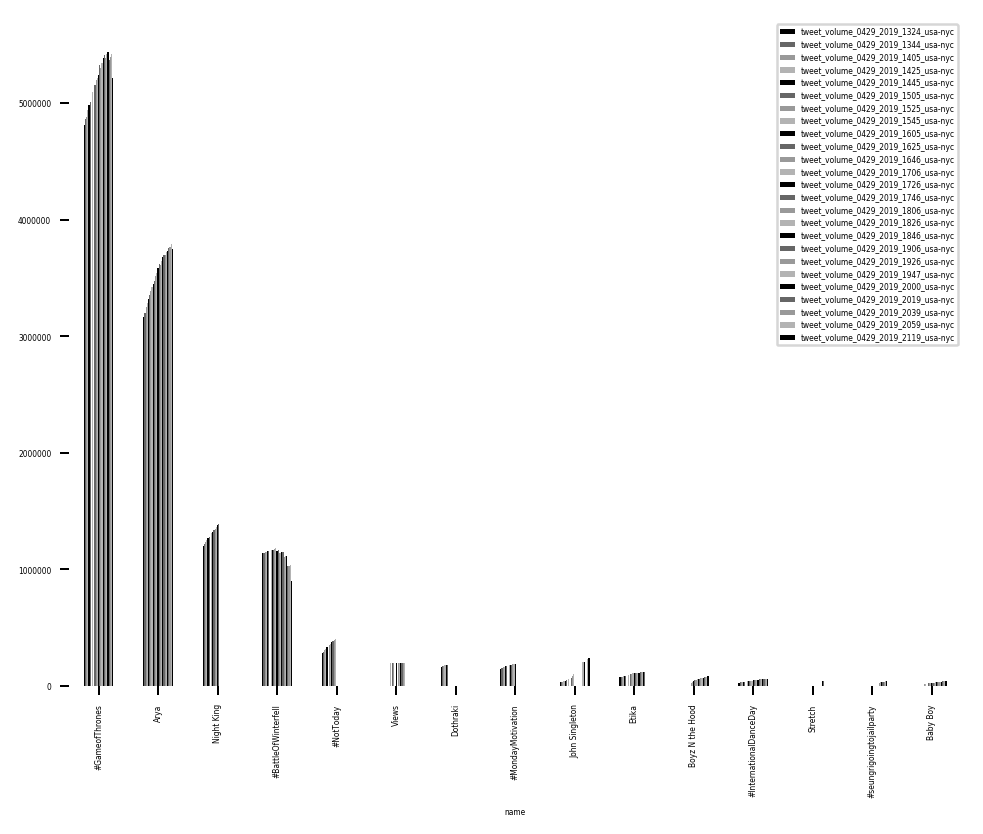 tweet_volume_0429_2019_1324_usa-nyc
tweet_volume_0429_2019_1344_usa-nyc
tweet_volume_0429_2019_1405_usa-nyc
tweet_volume_0429_2019_1425_usa-nyc
tweet_volume_0429_2019_1445_usa-nyc
tweet_volume_0429_2019_1505_usa-nyc
tweet_volume_0429_2019_1525_usa-nyc
tweet_volume_0429_2019_1545_usa-nyc
tweet_volume_0429_2019_1605_usa-nyc
tweet_volume_0429_2019_1625_usa-nyc
tweet_volume_0429_2019_1646_usa-nyc
tweet_volume_0429_2019_1706_usa-nyc
tweet_volume_0429_2019_1726_usa-nyc
tweet_volume_0429_2019_1746_usa-nyc
tweet_volume_0429_2019_1806_usa-nyc
tweet_volume_0429_2019_1826_usa-nyc
tweet_volume_0429_2019_1846_usa-nyc
tweet_volume_0429_2019_1906_usa-nyc
tweet_volume_0429_2019_1926_usa-nyc
tweet_volume_0429_2019_1947_usa-nyc
tweet_volume_0429_2019_2000_usa-nyc
tweet_volume_0429_2019_2019_usa-nyc
tweet_volume_0429_2019_2039_usa-nyc
tweet_volume_0429_2019_2059_usa-nyc
tweet_volume_0429_2019_2119_usa-nyc
5000000
4000000
3000000
2000000
1000000
0
#GameofThrones
Arya
Night King
#BattleOfWinterfell
#NotToday
Views
Dothraki
#MondayMotivation
John Singleton
Etika
Boyz N the Hood
#InternationalDanceDay
Stretch
#seungrigoingtojailparty
Baby Boy
name